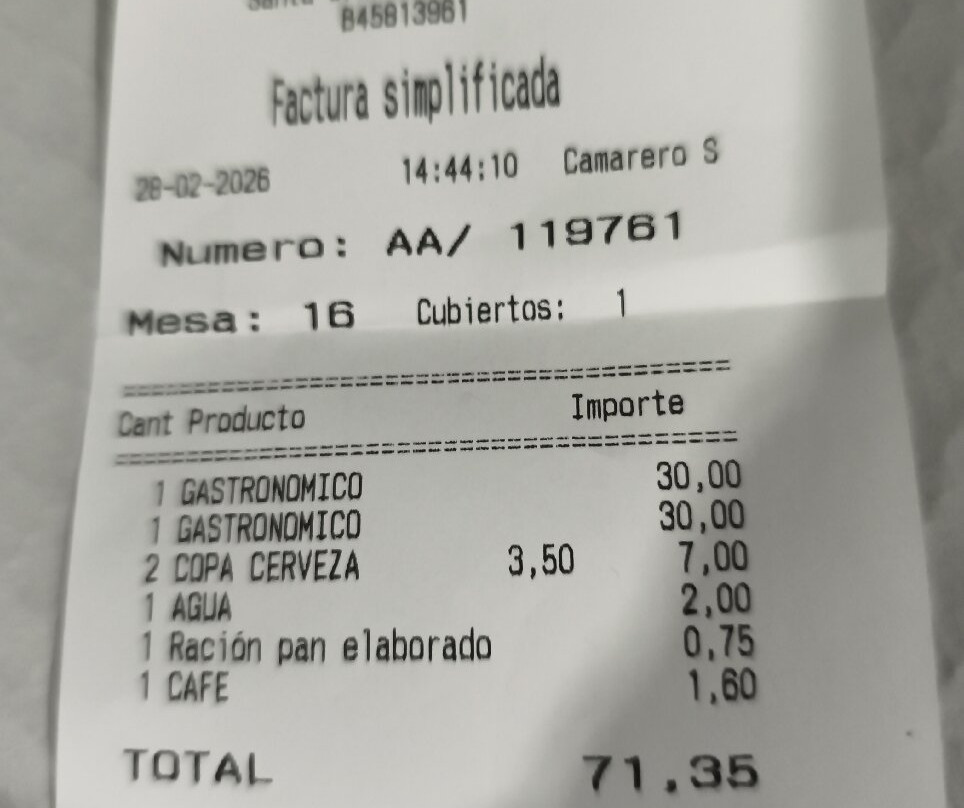 B45813961
Factura simplificada
28-02-2026 14:44:10 Camarero S
Numero: AA/ 119761
Mesa: 16 Cubiertos: 1
========================================
Cant Producto Importe
========================================
1 GASTRONOMICO 30,00
1 GASTRONOMICO 30,00
2 COPA CERVEZA 3,50 7,00
1 AGUA 2,00
1 Ración pan elaborado 0,75
1 CAFE 1,60
TOTAL 71,35